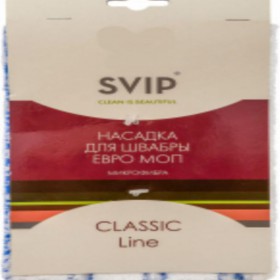 SVIP®
CLEAN IS BEAUTIFUL
НАСАДКА
ДЛЯ ШВАБРЫ
ЕВРО МОП
МИКРОФИБРА
CLASSIC
Line